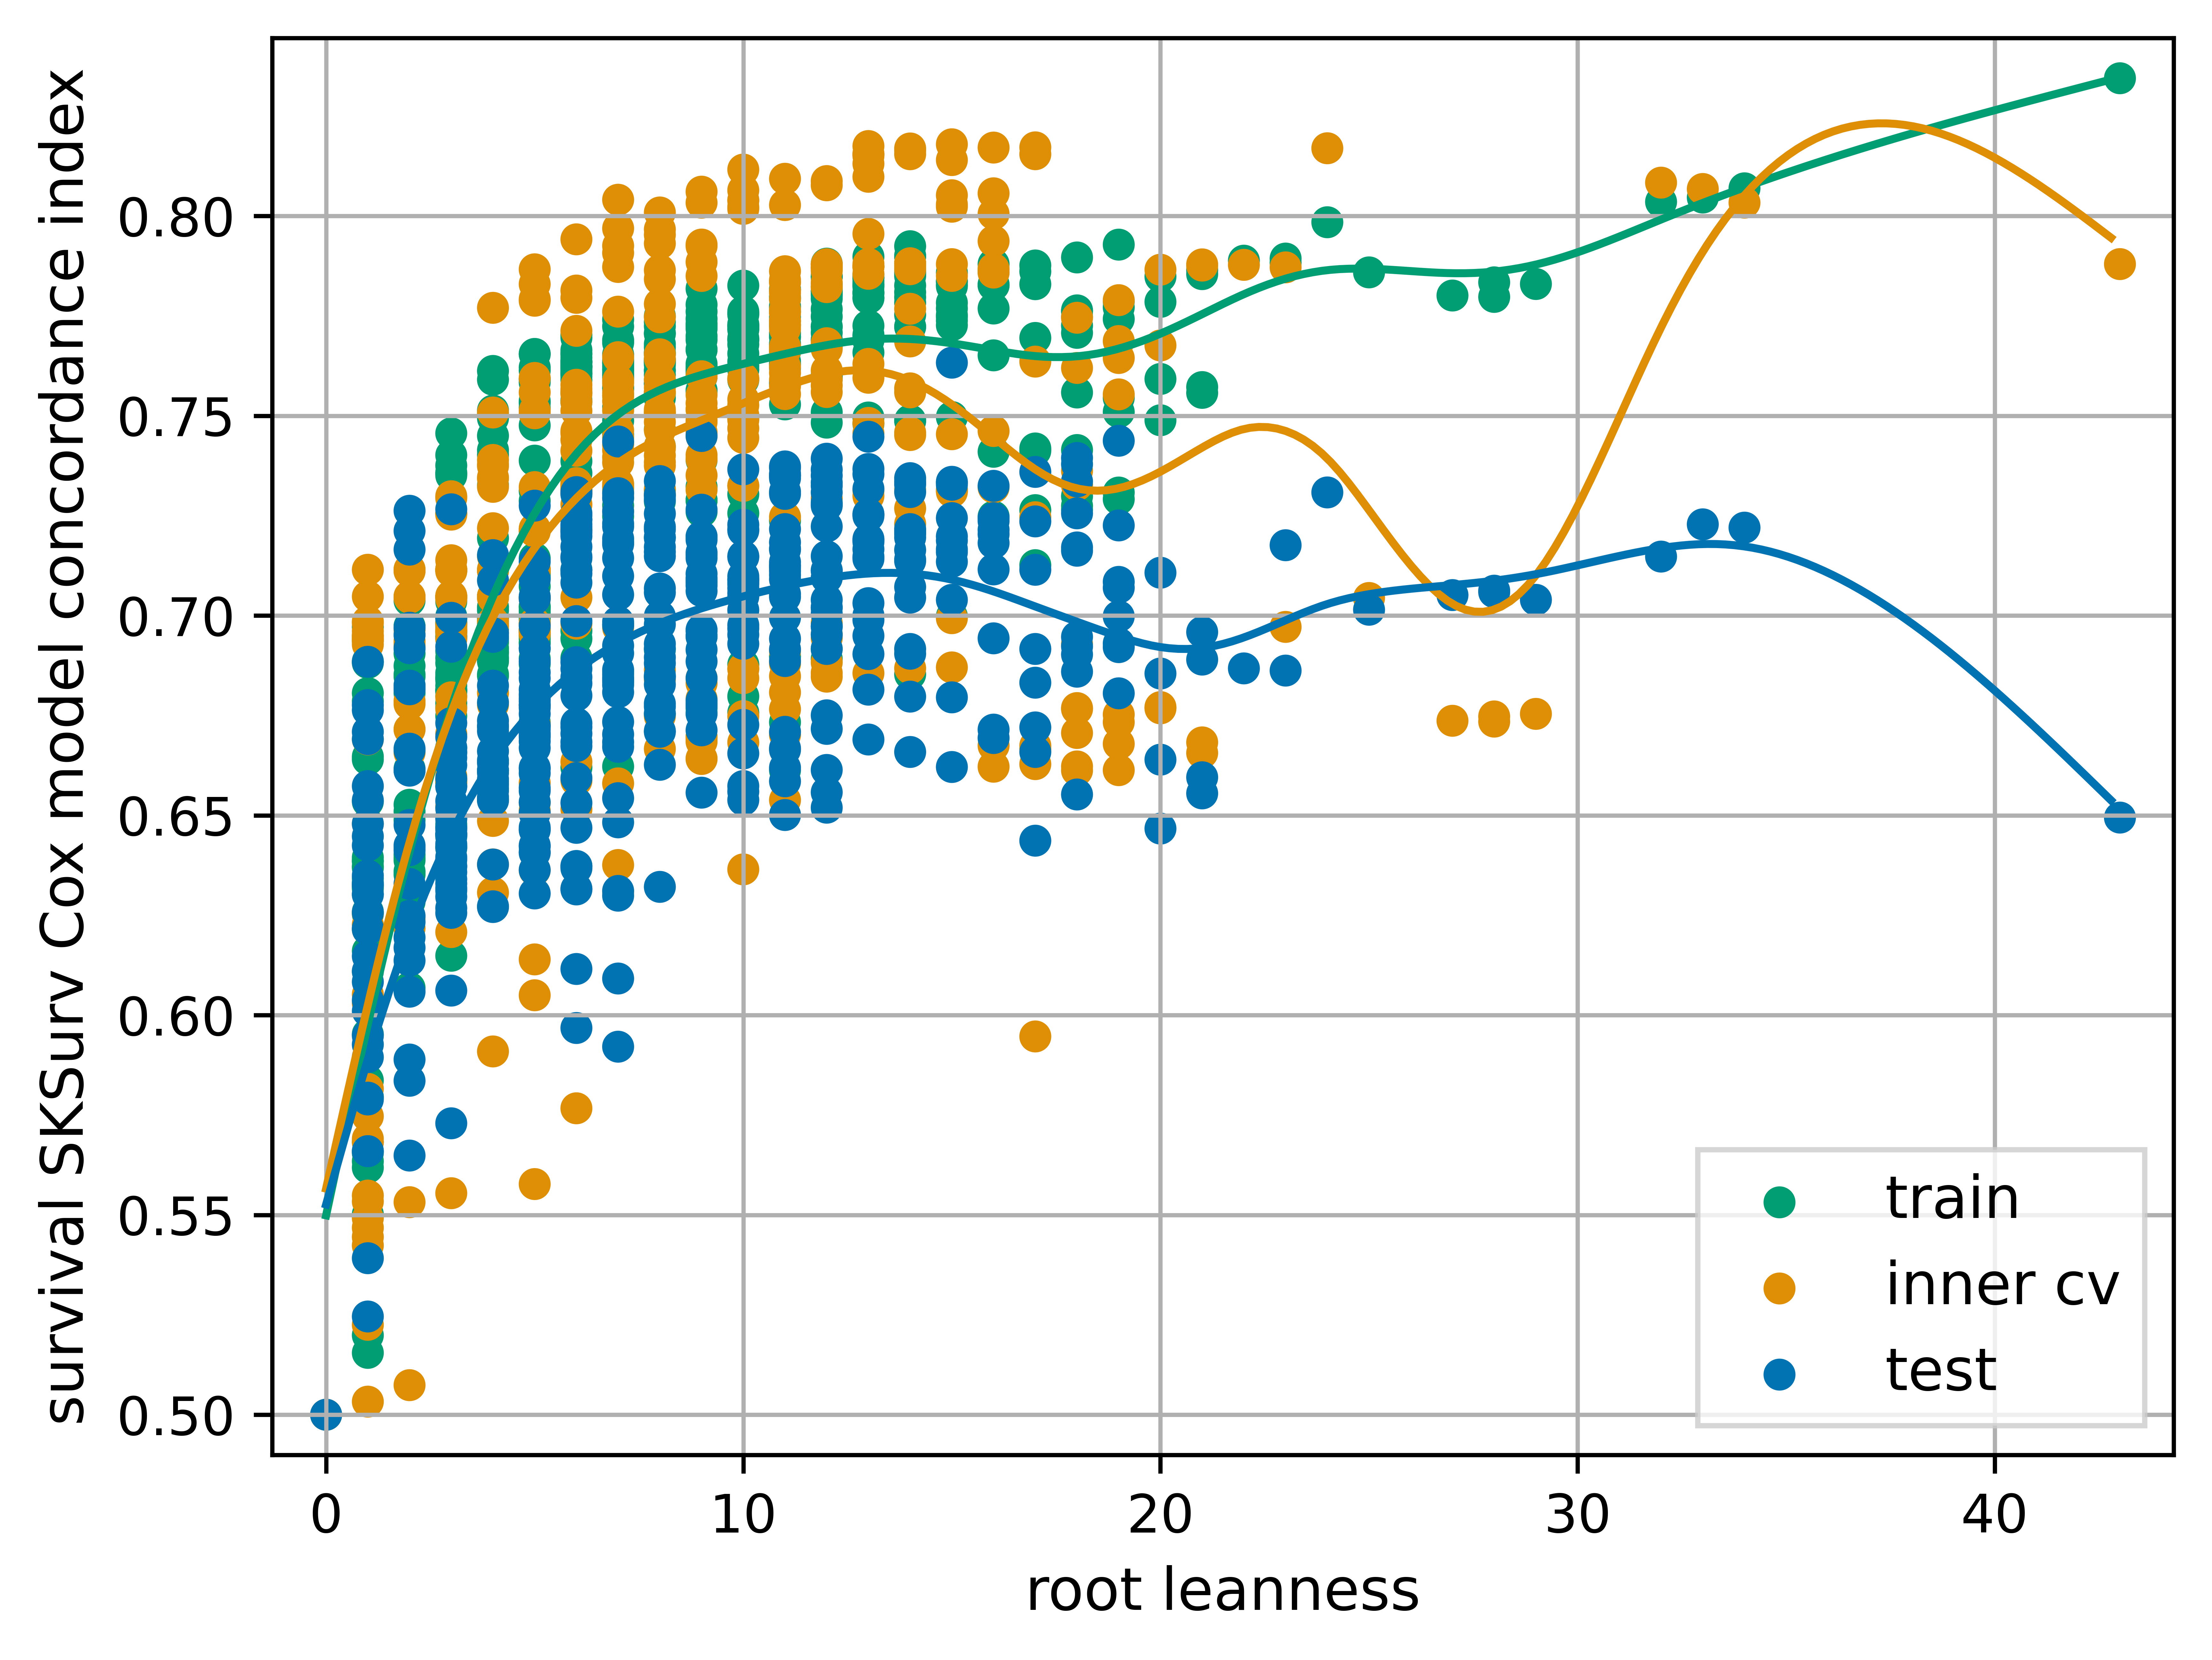 survival SKSurv Cox model concordance index
0.80
0.75
0.70
0.65
0.60
0.55
0.50
train
inner cv
test
0 10 20 30 40
root leanness